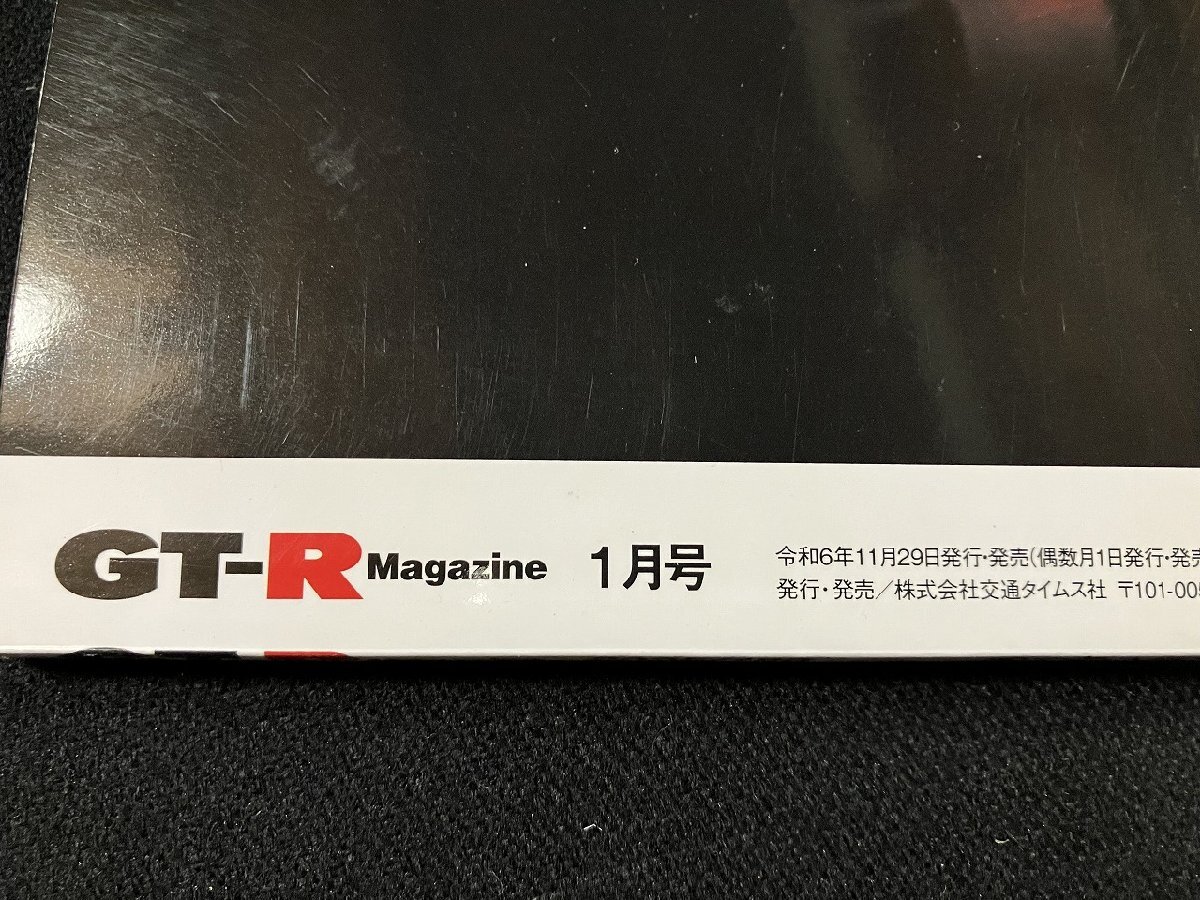 GT-R Magazine 1月号
令和6年11月29日発行・発売(偶数月1日発行・発売
発行・発売／株式会社交通タイムス社 〒101-005